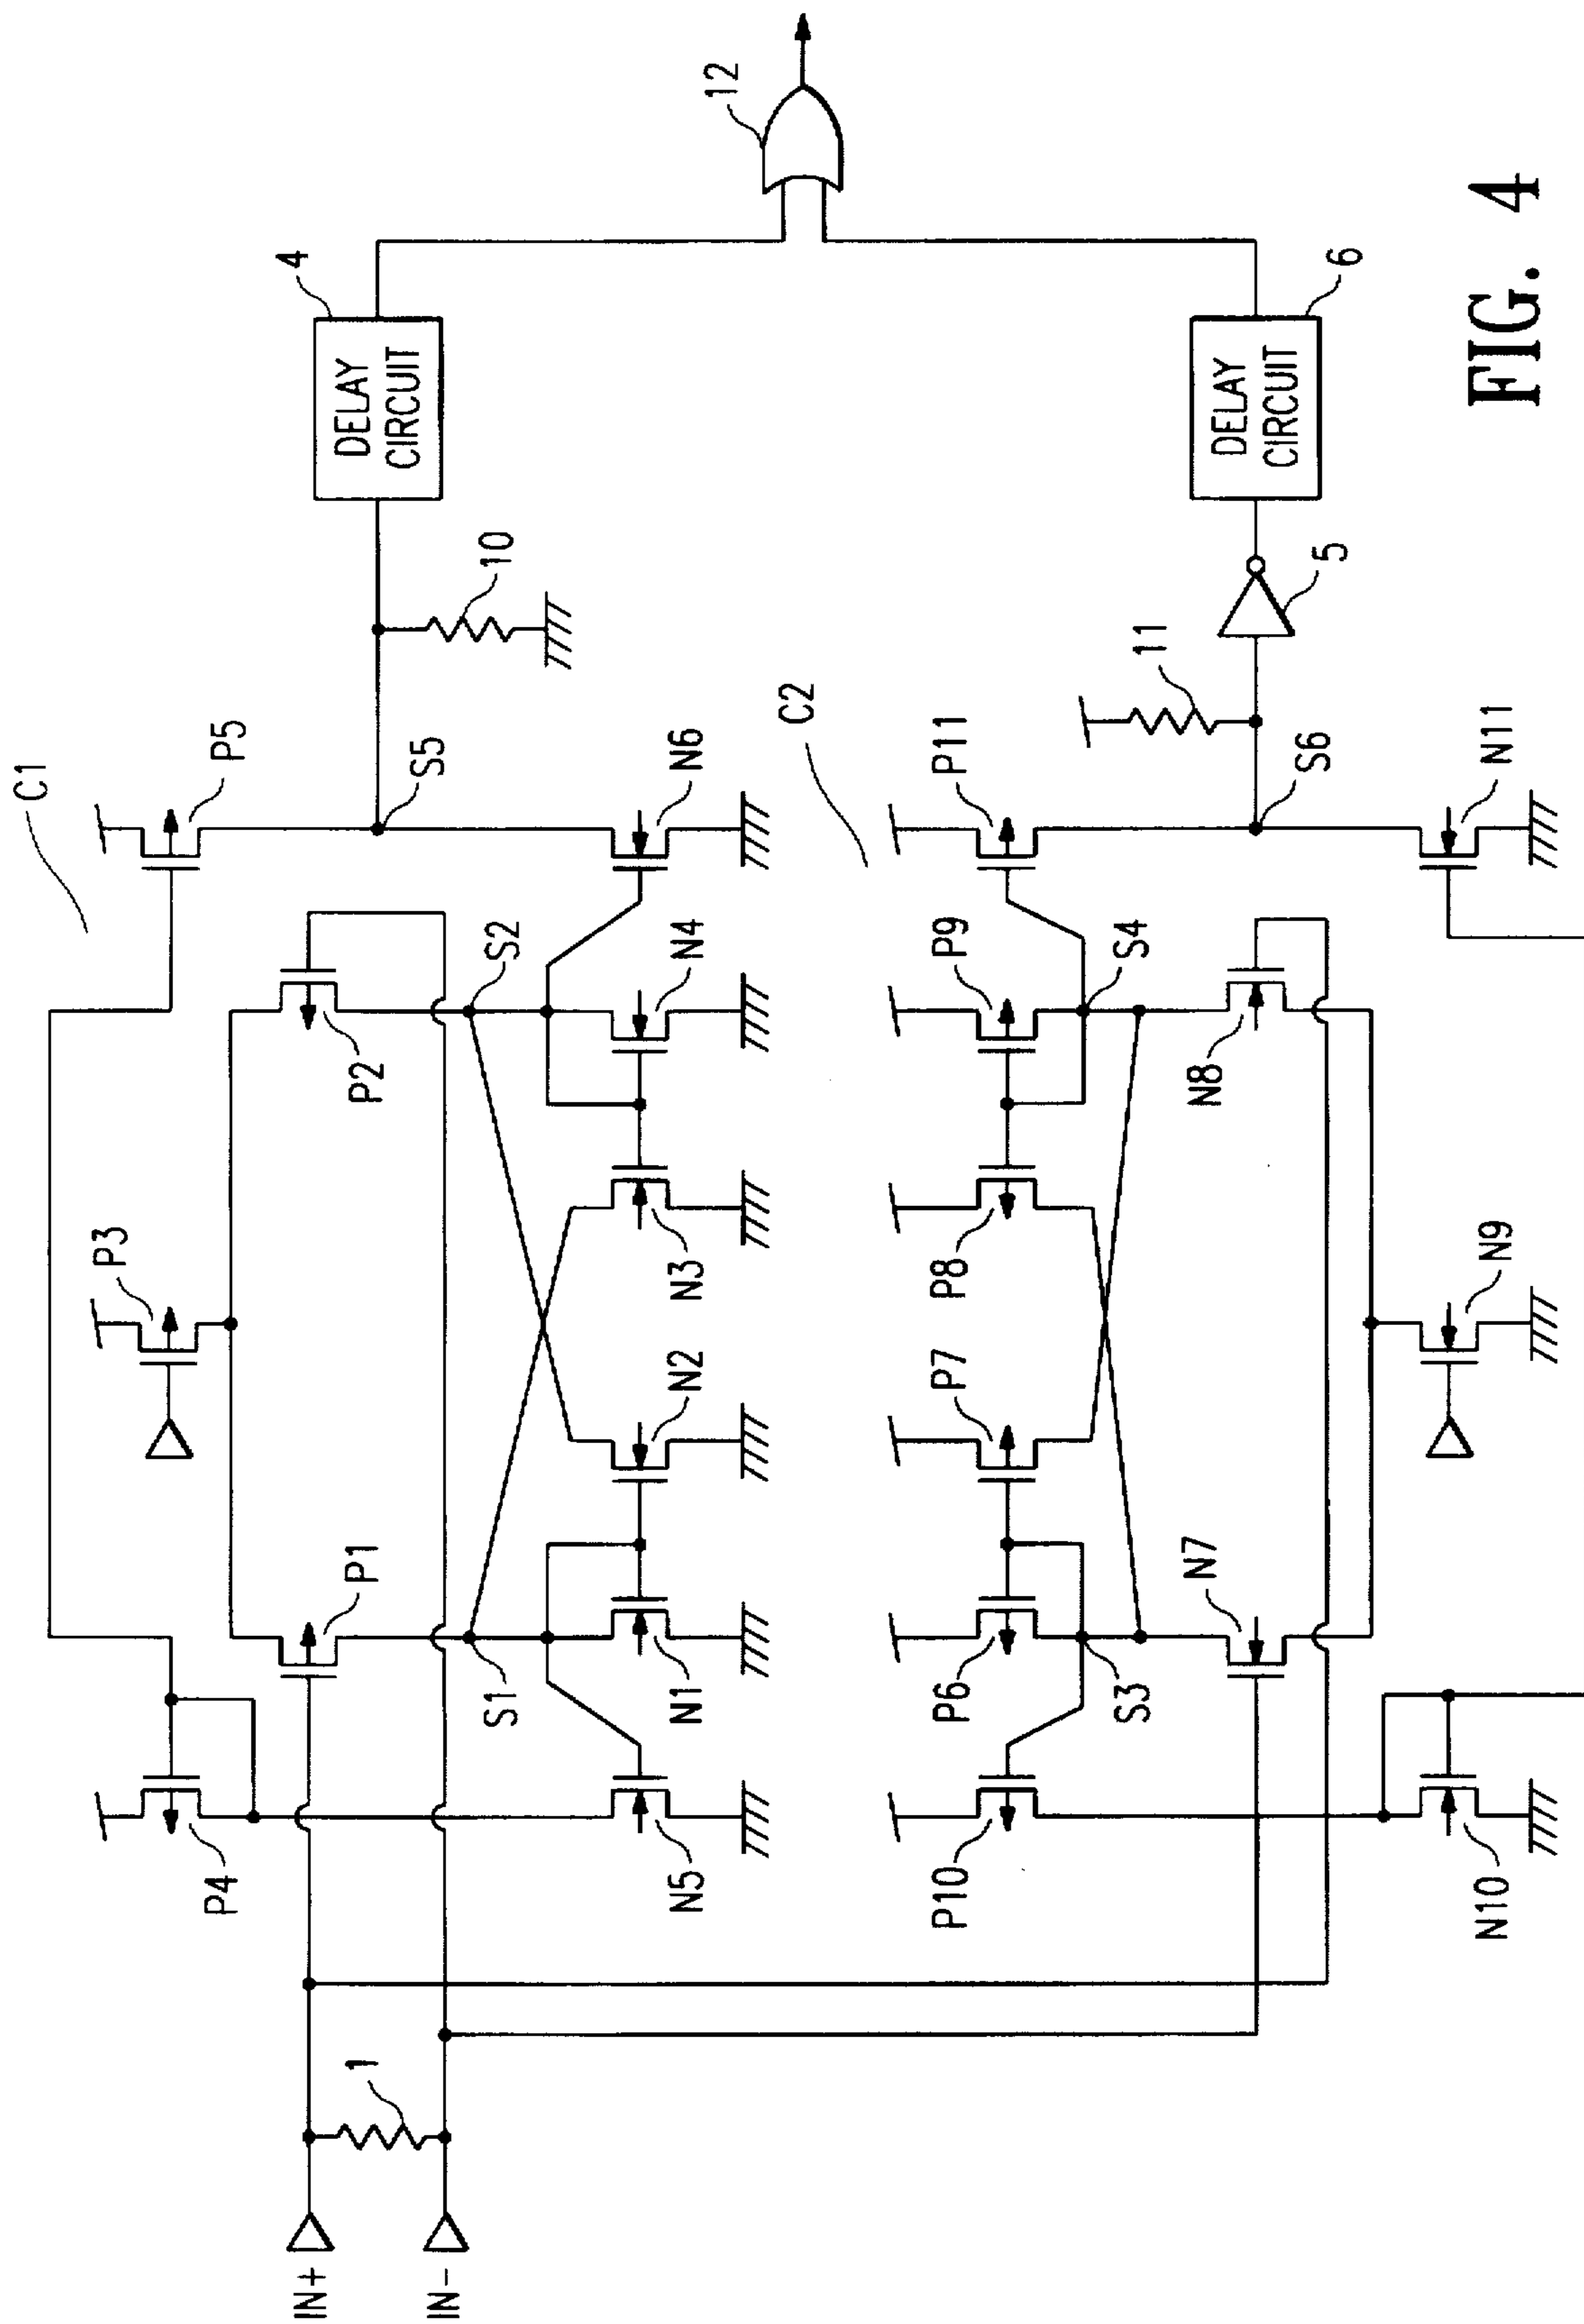 C1
P3
P5
P4
P1
P2
4
DELAY
CIRCUIT
12
IN+
1
IN-
S1
S2
S5
10
N5
N1
N2
N3
N4
N6
C2
P10
P6
P7
P8
P9
P11
11
S3
S4
N7
N8
S6
5
DELAY
CIRCUIT
6
N10
N9
N11
FIG. 4